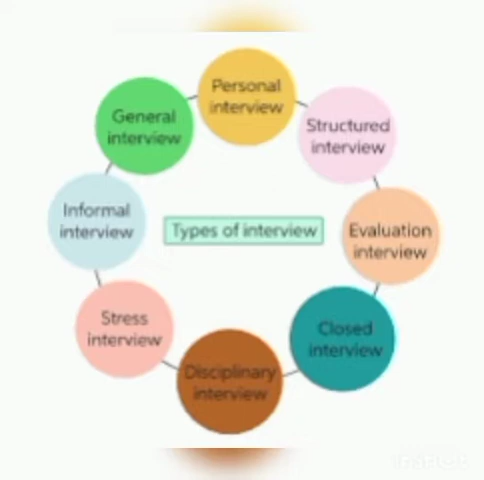 Personal
interview
General
interview
Structured
interview
Informal
interview
Types of interview
Evaluation
interview
Stress
interview
Closed
interview
Disciplinary
interview